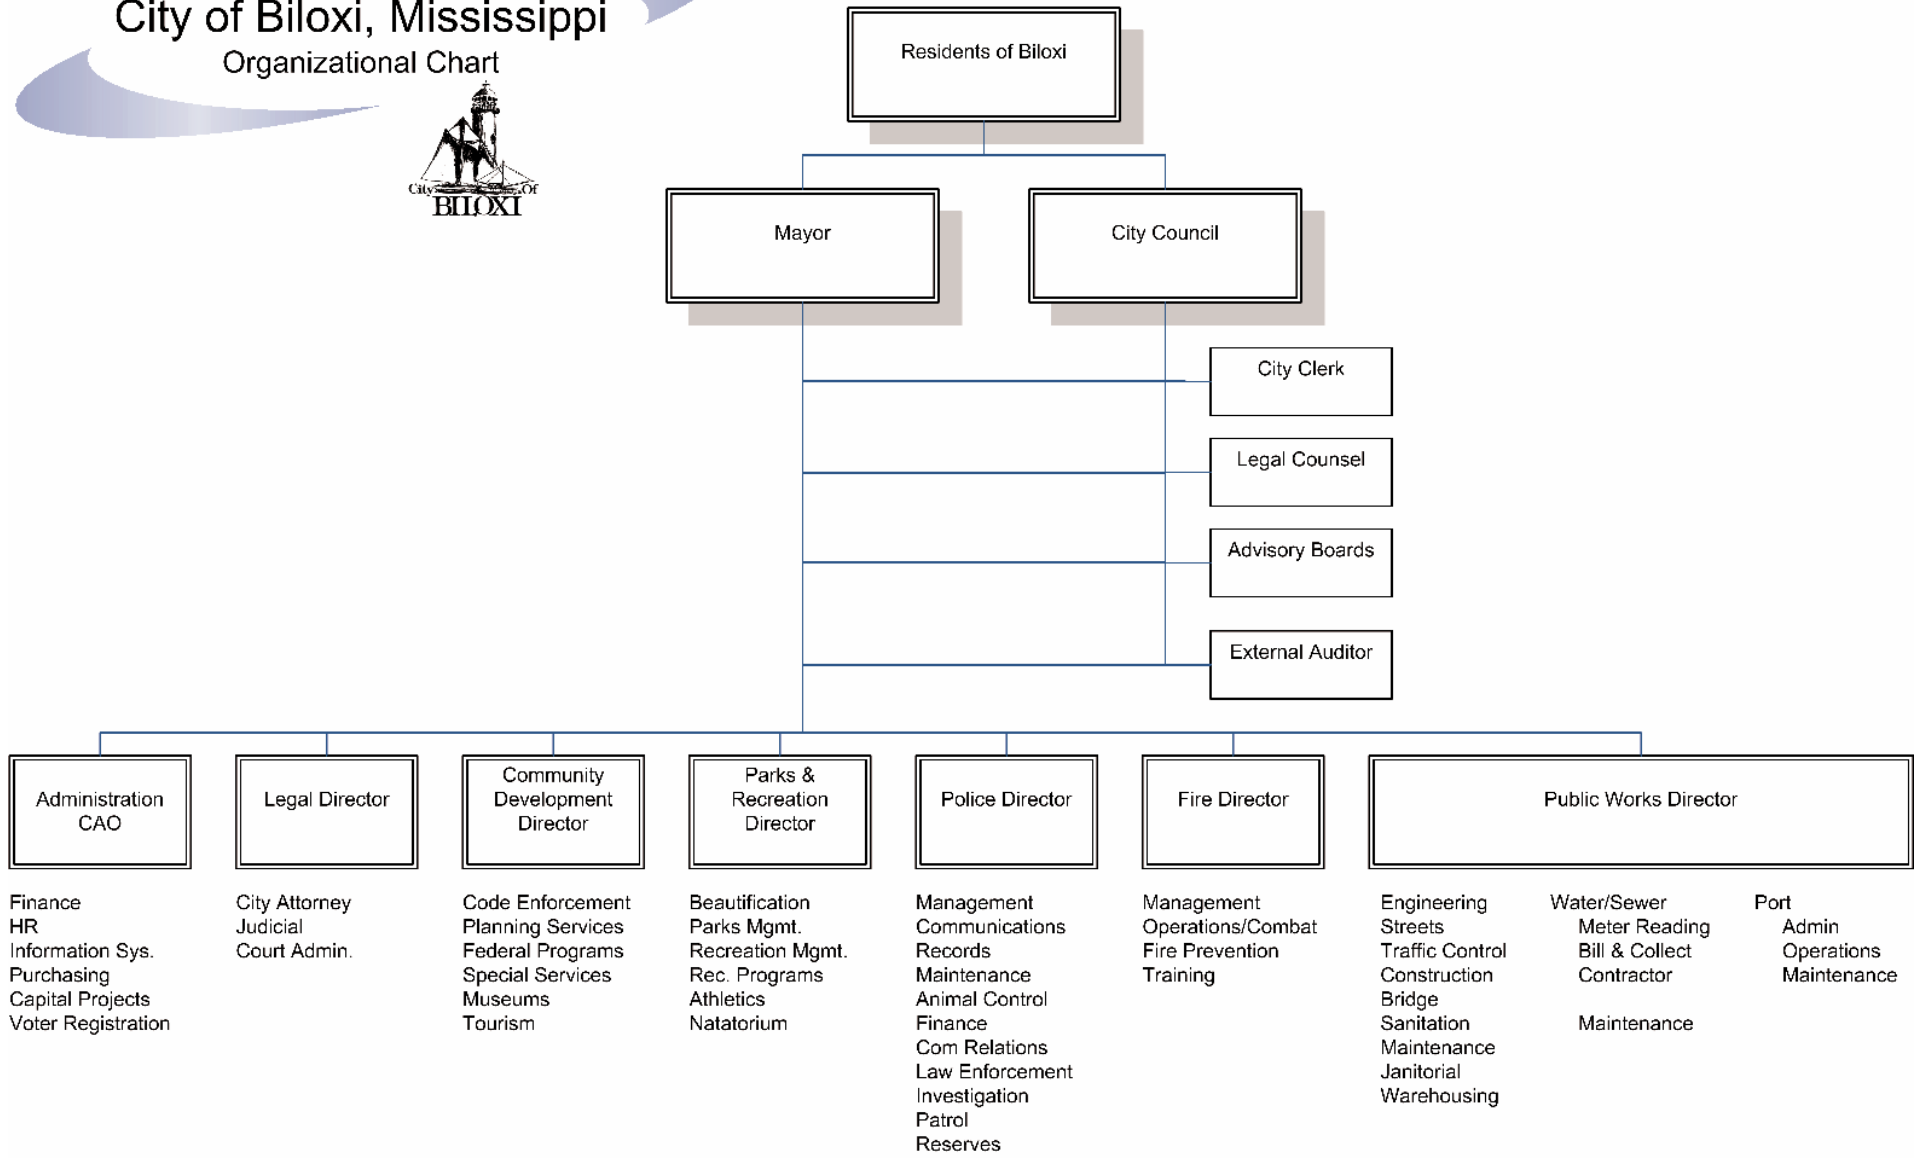 City of Biloxi, Mississippi
Organizational Chart
City Of
BILOXI
Residents of Biloxi
Mayor
City Council
City Clerk
Legal Counsel
Advisory Boards
External Auditor
Administration
CAO
Legal Director
Community
Development
Director
Parks &
Recreation
Director
Police Director
Fire Director
Public Works Director
Finance
HR
Information Sys.
Purchasing
Capital Projects
Voter Registration
City Attorney
Judicial
Court Admin.
Code Enforcement
Planning Services
Federal Programs
Special Services
Museums
Tourism
Beautification
Parks Mgmt.
Recreation Mgmt.
Rec. Programs
Athletics
Natatorium
Management
Communications
Records
Maintenance
Animal Control
Finance
Com Relations
Law Enforcement
Investigation
Patrol
Reserves
Management
Operations/Combat
Fire Prevention
Training
Engineering
Streets
Traffic Control
Construction
Bridge
Sanitation
Maintenance
Janitorial
Warehousing
Water/Sewer
Meter Reading
Bill & Collect
Contractor
Maintenance
Port
Admin
Operations
Maintenance